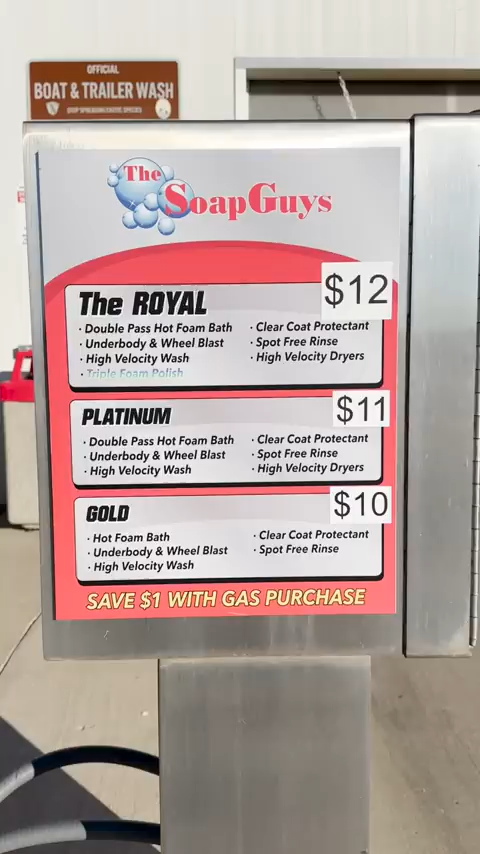 OFFICIAL
BOAT & TRAILER WASH
STOP SPREADING EXOTIC SPECIES
The
SoapGuys
The ROYAL
$12
· Double Pass Hot Foam Bath
· Underbody & Wheel Blast
· High Velocity Wash
· Triple Foam Polish
· Clear Coat Protectant
· Spot Free Rinse
· High Velocity Dryers
PLATINUM
$11
· Double Pass Hot Foam Bath
· Underbody & Wheel Blast
· High Velocity Wash
· Clear Coat Protectant
· Spot Free Rinse
· High Velocity Dryers
GOLD
$10
· Hot Foam Bath
· Underbody & Wheel Blast
· High Velocity Wash
· Clear Coat Protectant
· Spot Free Rinse
SAVE $1 WITH GAS PURCHASE